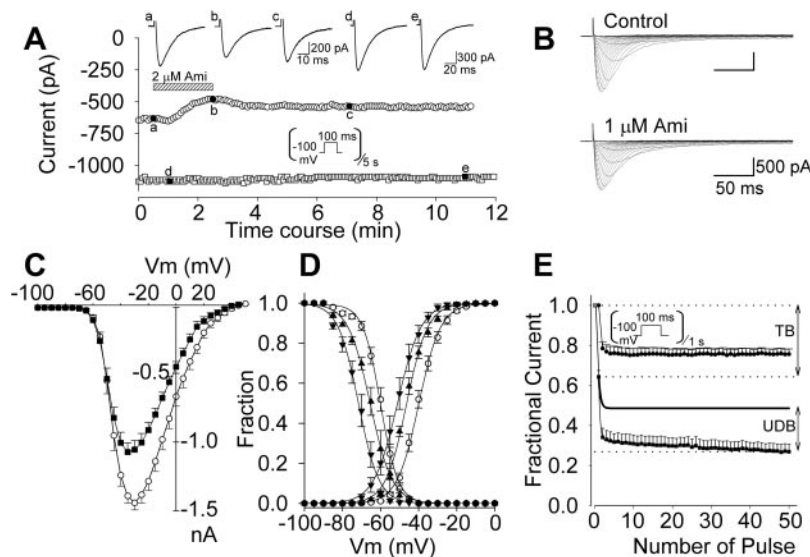 A
a b c d e
200 pA
10 ms
300 pA
20 ms
0
-250
-500
-750
-1000
Current (pA)
2 μM Ami
a
b
c
100 ms
-100
mV
/5 s
d
e
0 2 4 6 8 10 12
Time course (min)
B
Control
1 μM Ami
500 pA
50 ms
C
Vm (mV)
-100 -60 -20 0 20
-0.5
-1.0
-1.5
nA
D
1.0
0.8
0.6
0.4
0.2
0.0
Fraction
-100 -80 -60 -40 -20 0
Vm (mV)
E
1.0
0.8
0.6
0.4
0.2
0.0
Fractional Current
100 ms
-100
mV
/1 s
TB
UDB
0 10 20 30 40 50
Number of Pulse